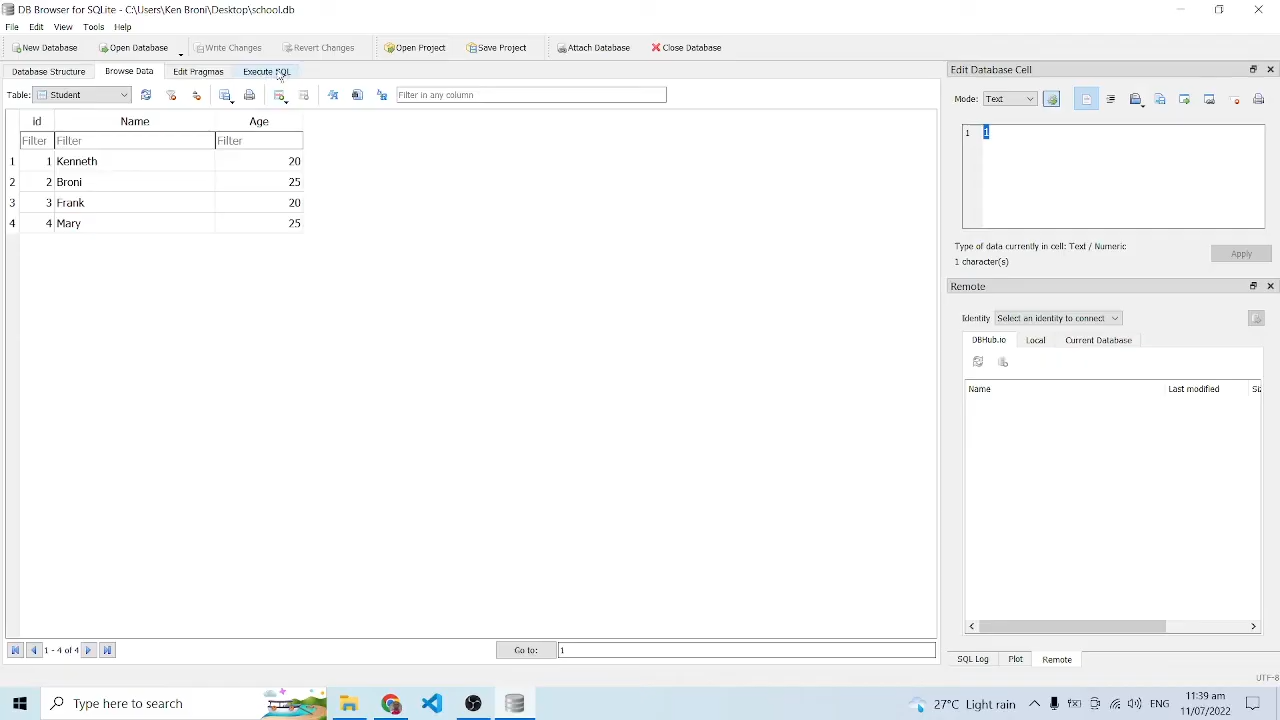 DB Browser for SQLite - C:\Users\Ken Broni\Desktop\school.db
File Edit View Tools Help
New Database Open Database Write Changes Revert Changes Open Project Save Project Attach Database Close Database
Database Structure Browse Data Edit Pragmas Execute SQL
Table: Student Filter in any column
id Name Age
Filter Filter Filter
1 1 Kenneth 20
2 2 Broni 25
3 3 Frank 20
4 4 Mary 25
1 - 4 of 4 Go to: 1
Edit Database Cell
Mode: Text
1 1
Type of data currently in cell: Text / Numeric
1 character(s)
Apply
Remote
Identity Select an identity to connect
DBHub.io Local Current Database
Name Last modified Si
SQL Log Plot Remote
UTF-8
Type here to search
27°C Light rain ENG
11:39 am
11/07/2022